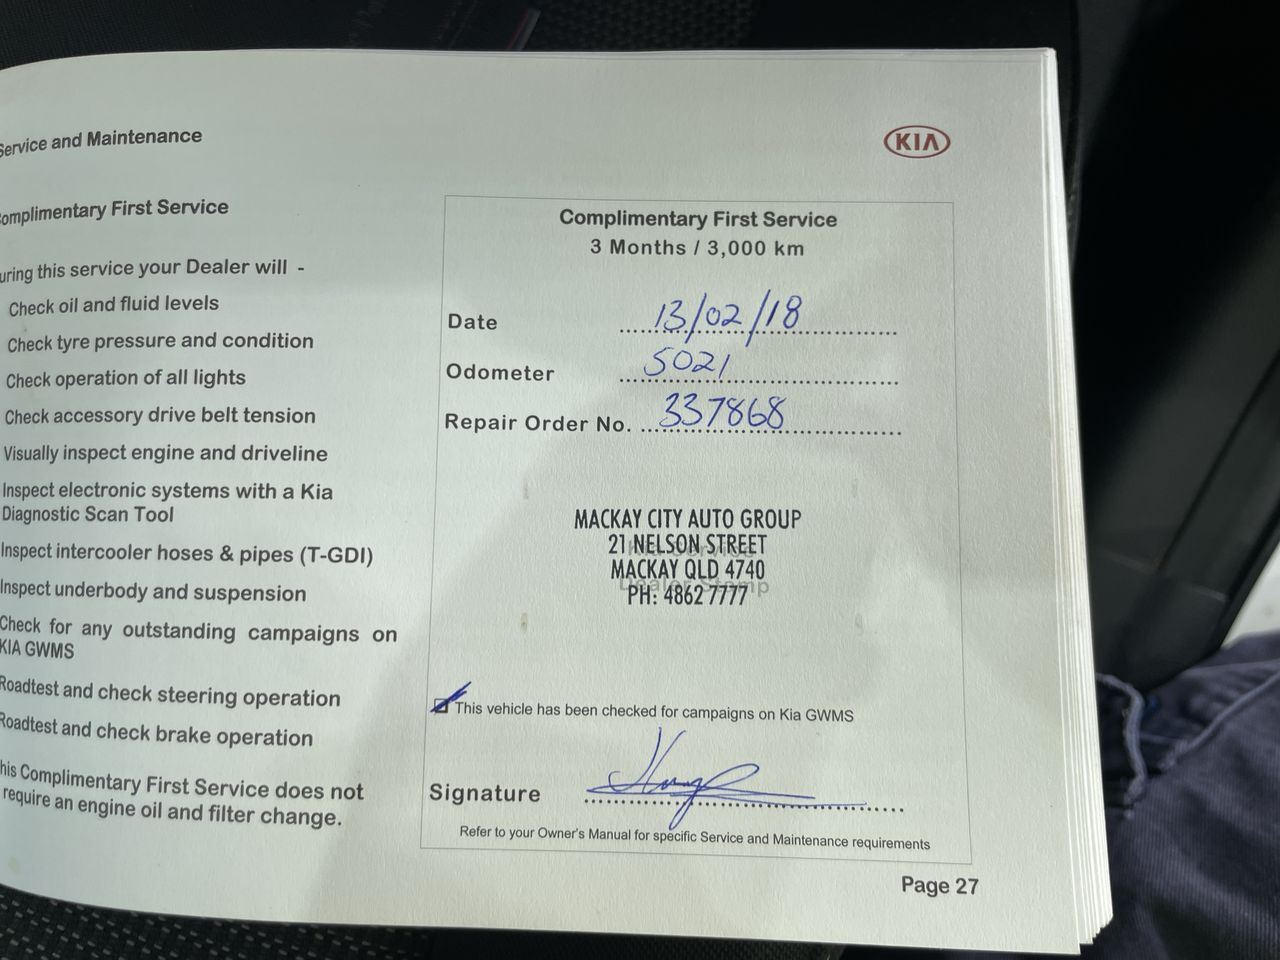 Service and Maintenance
KIA
Complimentary First Service
During this service your Dealer will -
Check oil and fluid levels
Check tyre pressure and condition
Check operation of all lights
Check accessory drive belt tension
Visually inspect engine and driveline
Inspect electronic systems with a Kia
Diagnostic Scan Tool
Inspect intercooler hoses & pipes (T-GDI)
Inspect underbody and suspension
Check for any outstanding campaigns on
KIA GWMS
Roadtest and check steering operation
Roadtest and check brake operation
This Complimentary First Service does not
require an engine oil and filter change.
Complimentary First Service
3 Months / 3,000 km
Date 13/02/18
Odometer 5021
Repair Order No. 337868
MACKAY CITY AUTO GROUP
21 NELSON STREET
Kia Service
MACKAY QLD 4740
Dealer Stamp
PH: 4862 7777
This vehicle has been checked for campaigns on Kia GWMS
Signature
Refer to your Owner's Manual for specific Service and Maintenance requirements
Page 27